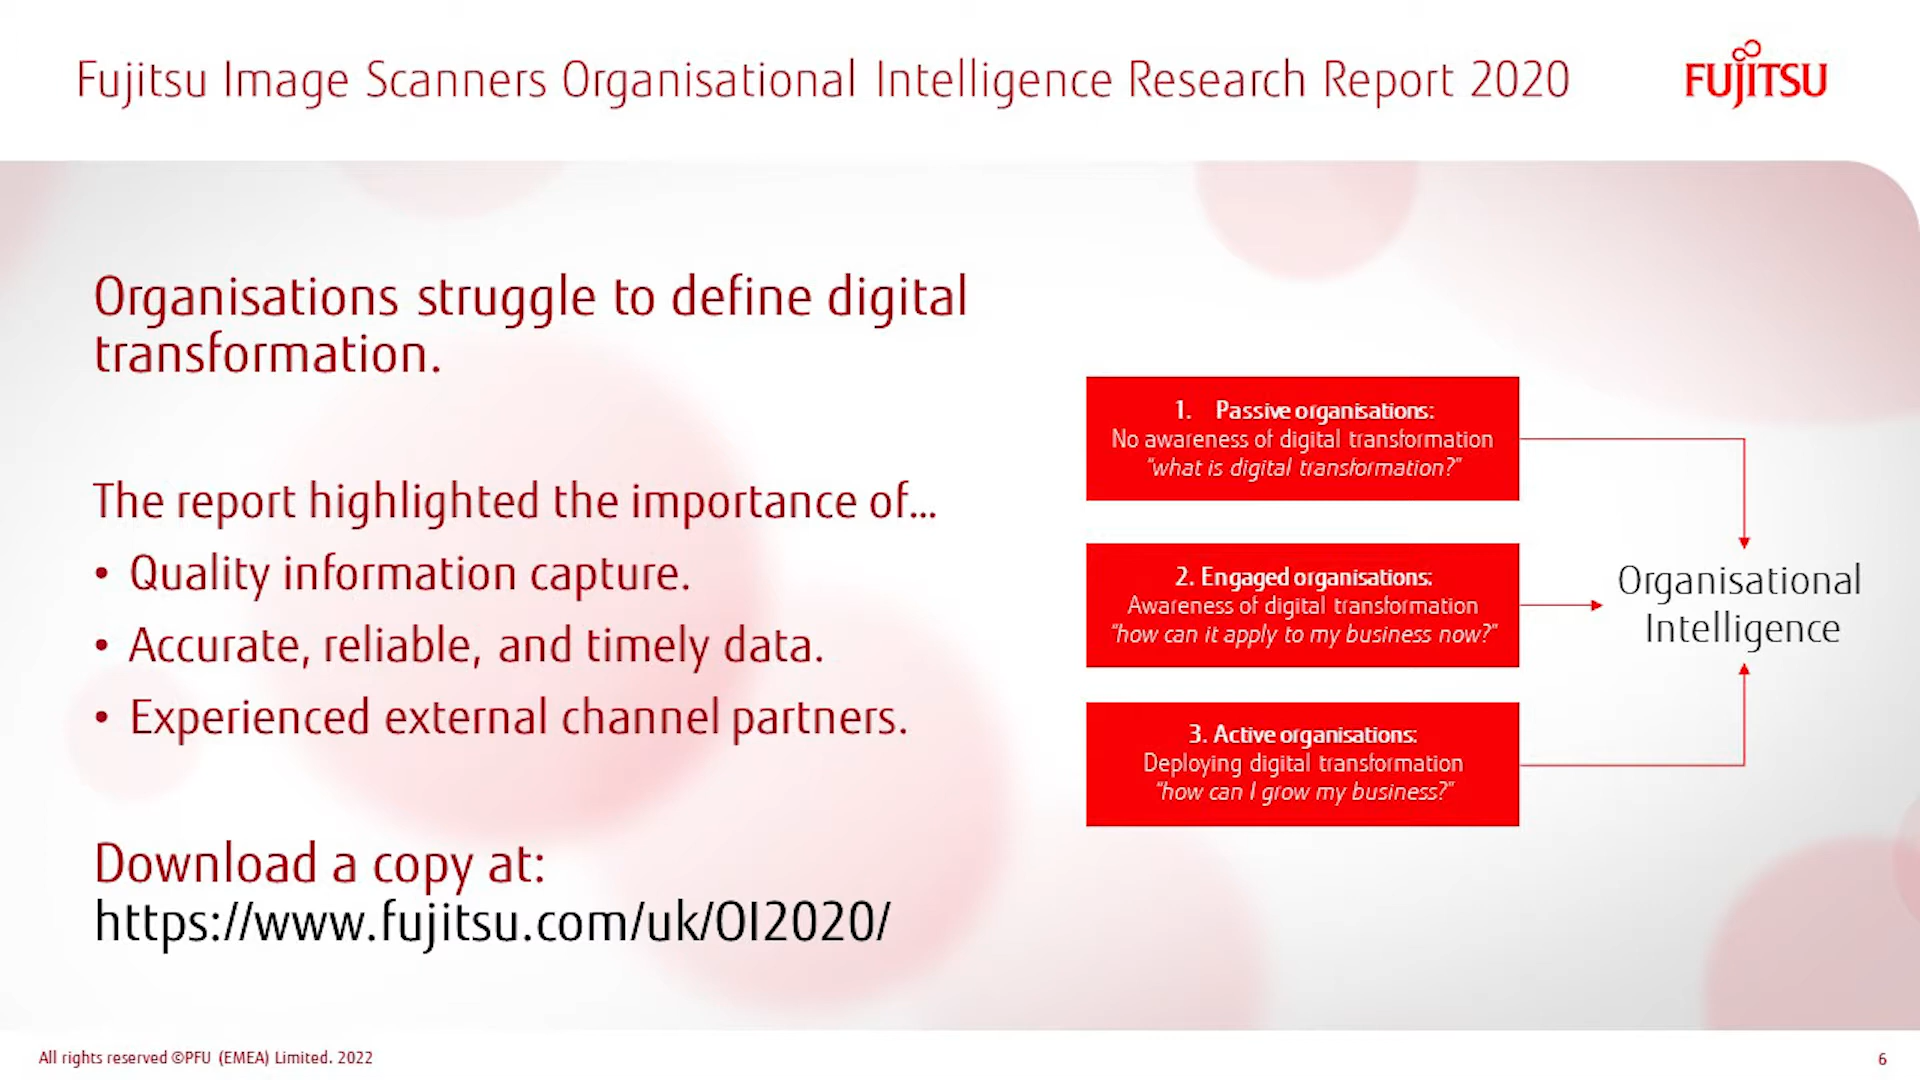 Fujitsu Image Scanners Organisational Intelligence Research Report 2020
FUJITSU
Organisations struggle to define digital
transformation.
The report highlighted the importance of...
• Quality information capture.
• Accurate, reliable, and timely data.
• Experienced external channel partners.
Download a copy at:
https://www.fujitsu.com/uk/OI2020/
1. Passive organisations:
No awareness of digital transformation
“what is digital transformation?”
2. Engaged organisations:
Awareness of digital transformation
“how can it apply to my business now?”
3. Active organisations:
Deploying digital transformation
“how can I grow my business?”
Organisational
Intelligence
All rights reserved ©PFU (EMEA) Limited. 2022
6